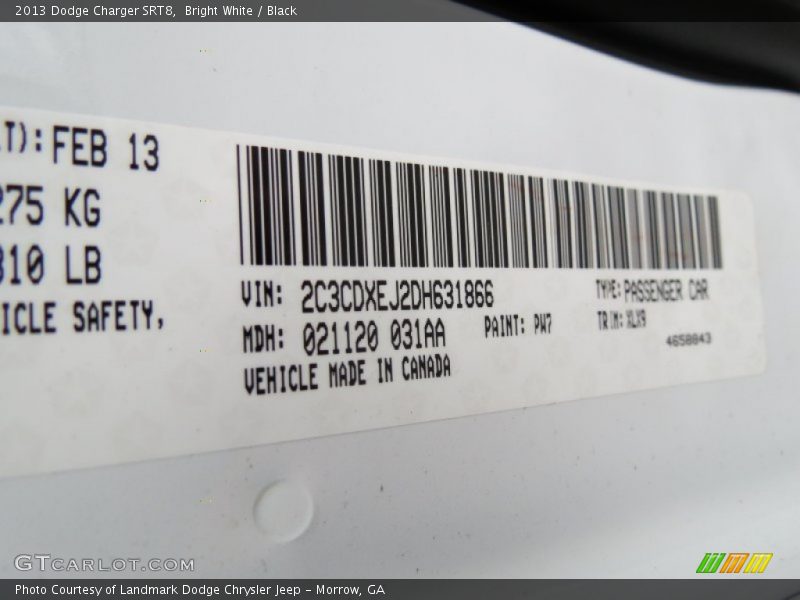 2013 Dodge Charger SRT8,  Bright White / Black
T): FEB 13
275 KG
310 LB
ICLE SAFETY,
VIN: 2C3CDXEJ2DH631866
TYPE: PASSENGER CAR
MDH: 021120 031AA
PAINT: PW7
TRIM: XLX9
4658843
VEHICLE MADE IN CANADA
GTCARLOT.COM
Photo Courtesy of Landmark Dodge Chrysler Jeep – Morrow, GA